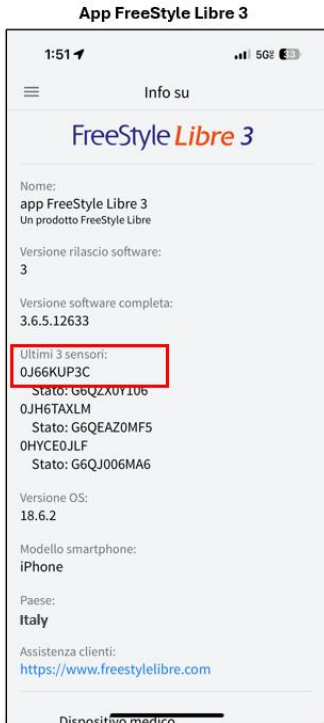 App FreeStyle Libre 3
1:51 5G 33
Info su
FreeStyle Libre 3
Nome:
app FreeStyle Libre 3
Un prodotto FreeStyle Libre
Versione rilascio software:
3
Versione software completa:
3.6.5.12633
Ultimi 3 sensori:
0J66KUP3C
Stato: G6QZX0Y106
0JH6TAXLM
Stato: G6QEAZ0MF5
0HYCE0JLF
Stato: G6QJ006MA6
Versione OS:
18.6.2
Modello smartphone:
iPhone
Paese:
Italy
Assistenza clienti:
https://www.freestylelibre.com
Dispositivo medico